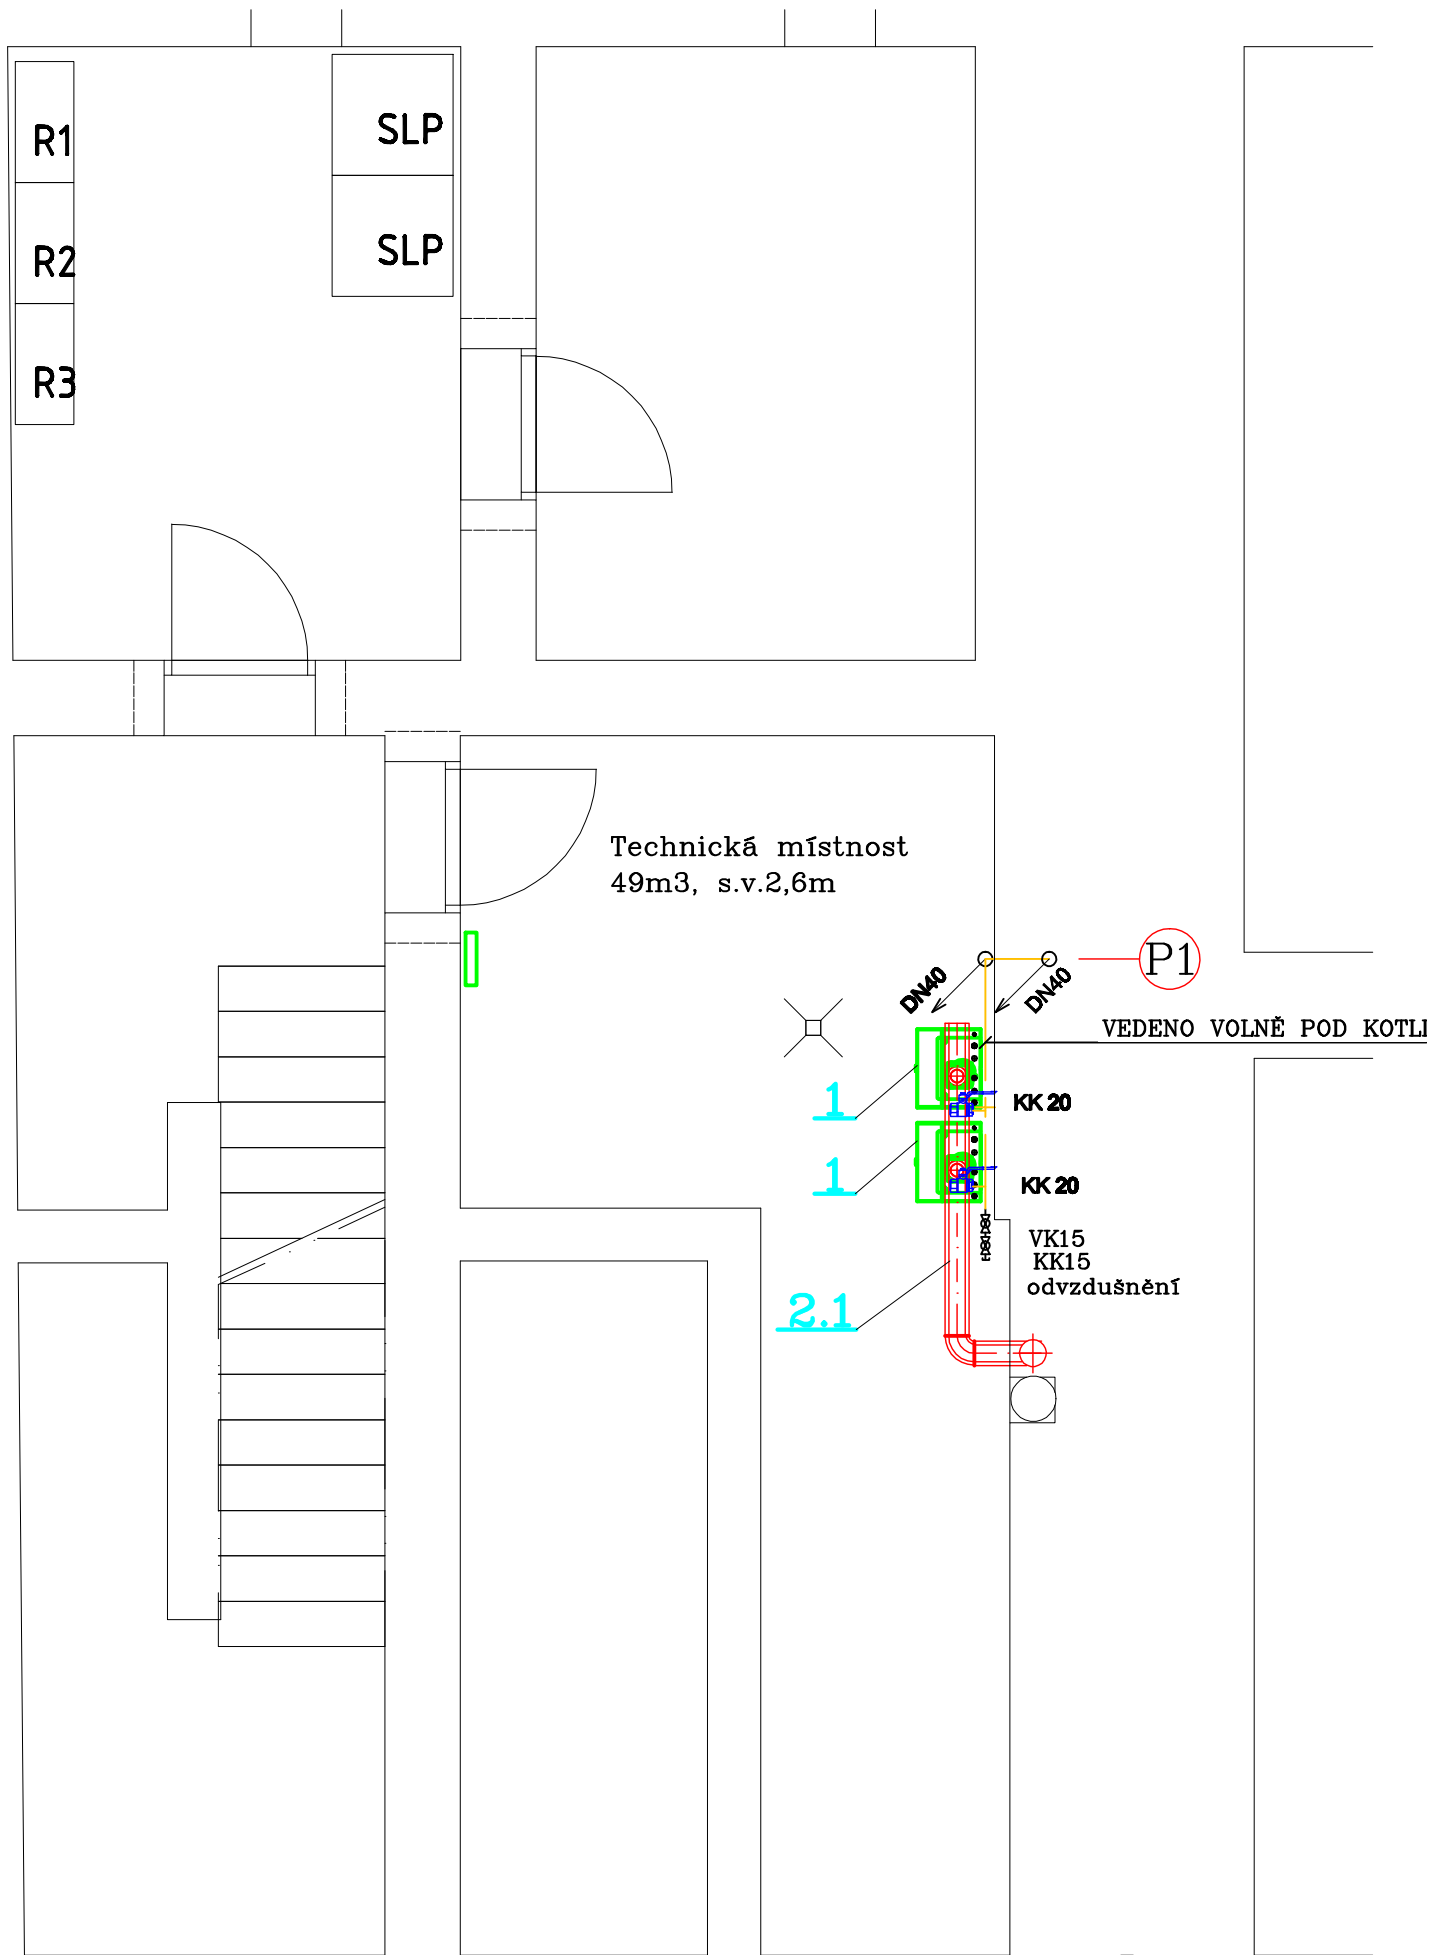 R1
SLP
R2
SLP
R3
Technická místnost
49m3, s.v.2,6m
P1
DN40
DN40
VEDENO VOLNĚ POD KOTLI
1
KK 20
1
KK 20
VK15
KK15
odvzdušnění
2.1